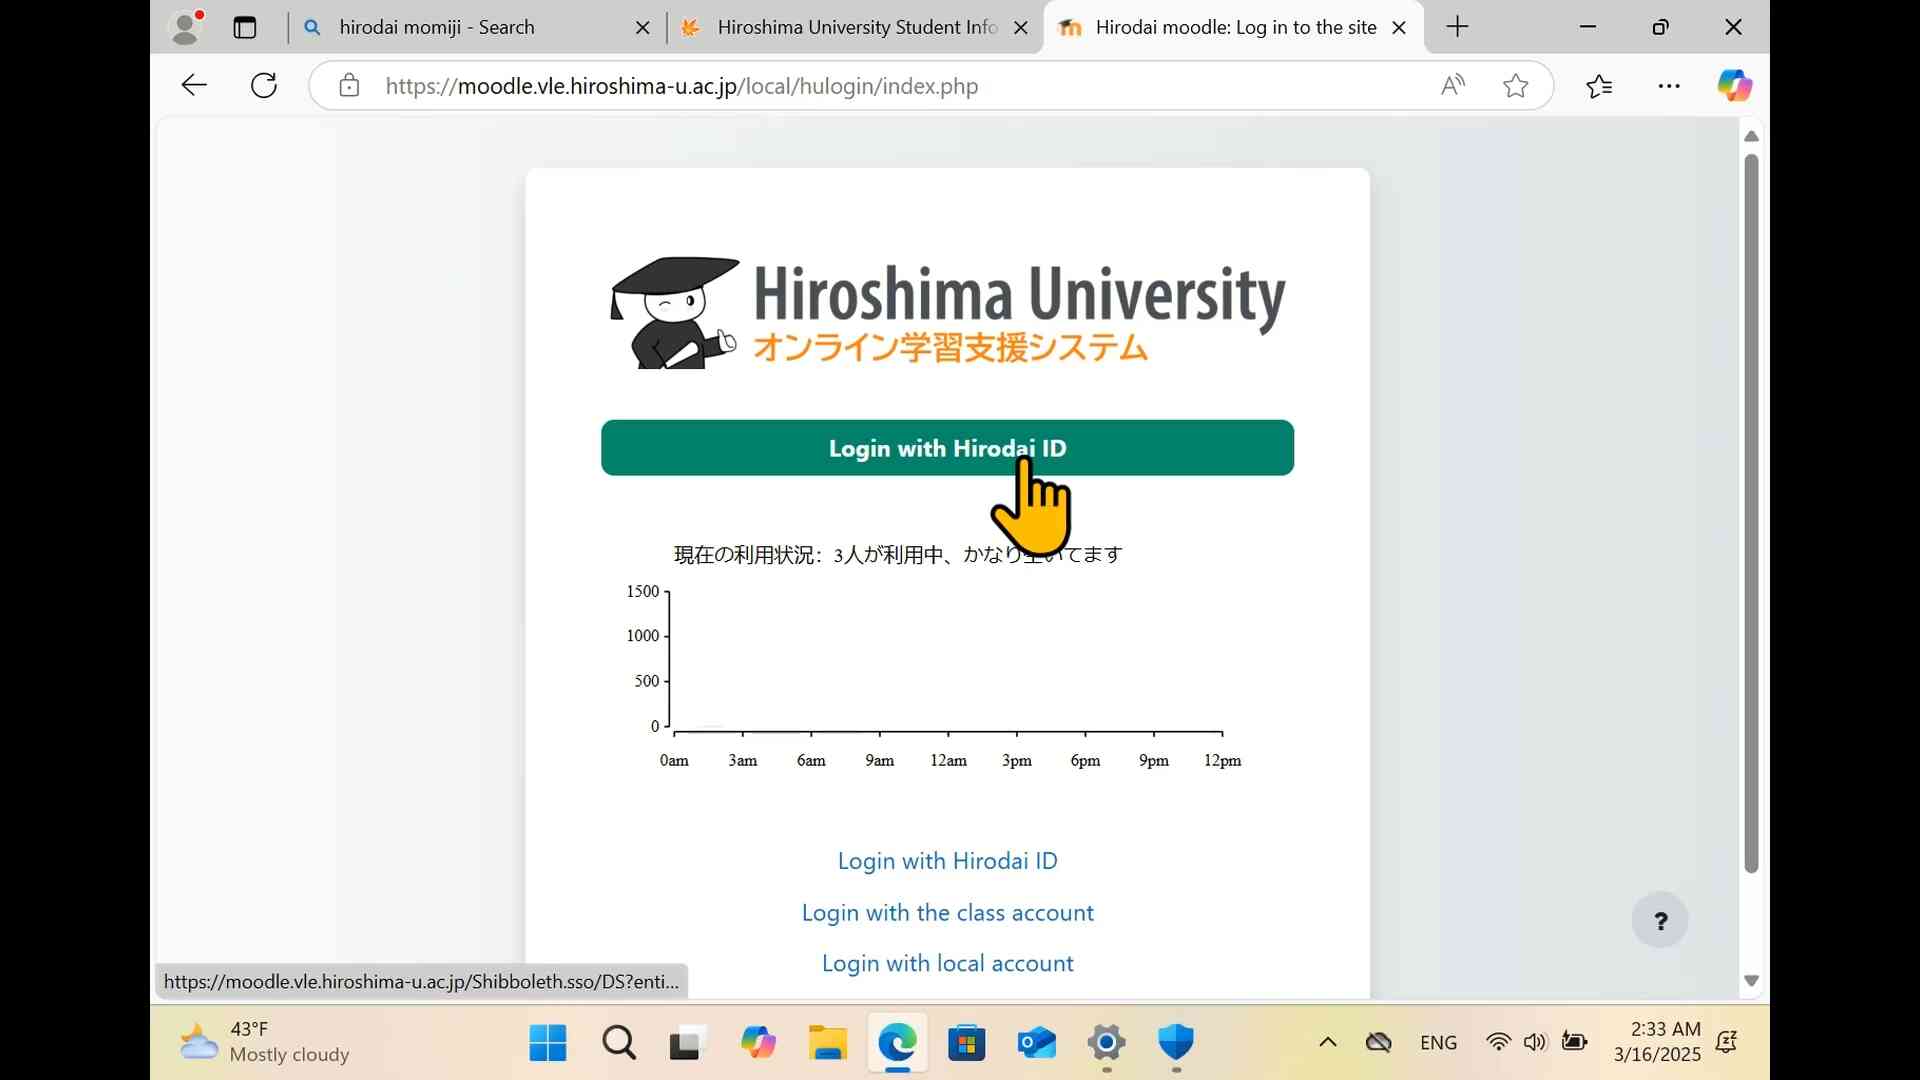 hirodai momiji - Search
Hiroshima University Student Info
Hirodai moodle: Log in to the site
https://moodle.vle.hiroshima-u.ac.jp/local/hulogin/index.php
Hiroshima University
オンライン学習支援システム
Login with Hirodai ID
現在の利用状況：3人が利用中、かなり空いてます
1500
1000
500
0
0am 3am 6am 9am 12am 3pm 6pm 9pm 12pm
Login with Hirodai ID
Login with the class account
Login with local account
?
https://moodle.vle.hiroshima-u.ac.jp/Shibboleth.sso/DS?enti...
43°F
Mostly cloudy
ENG
2:33 AM
3/16/2025